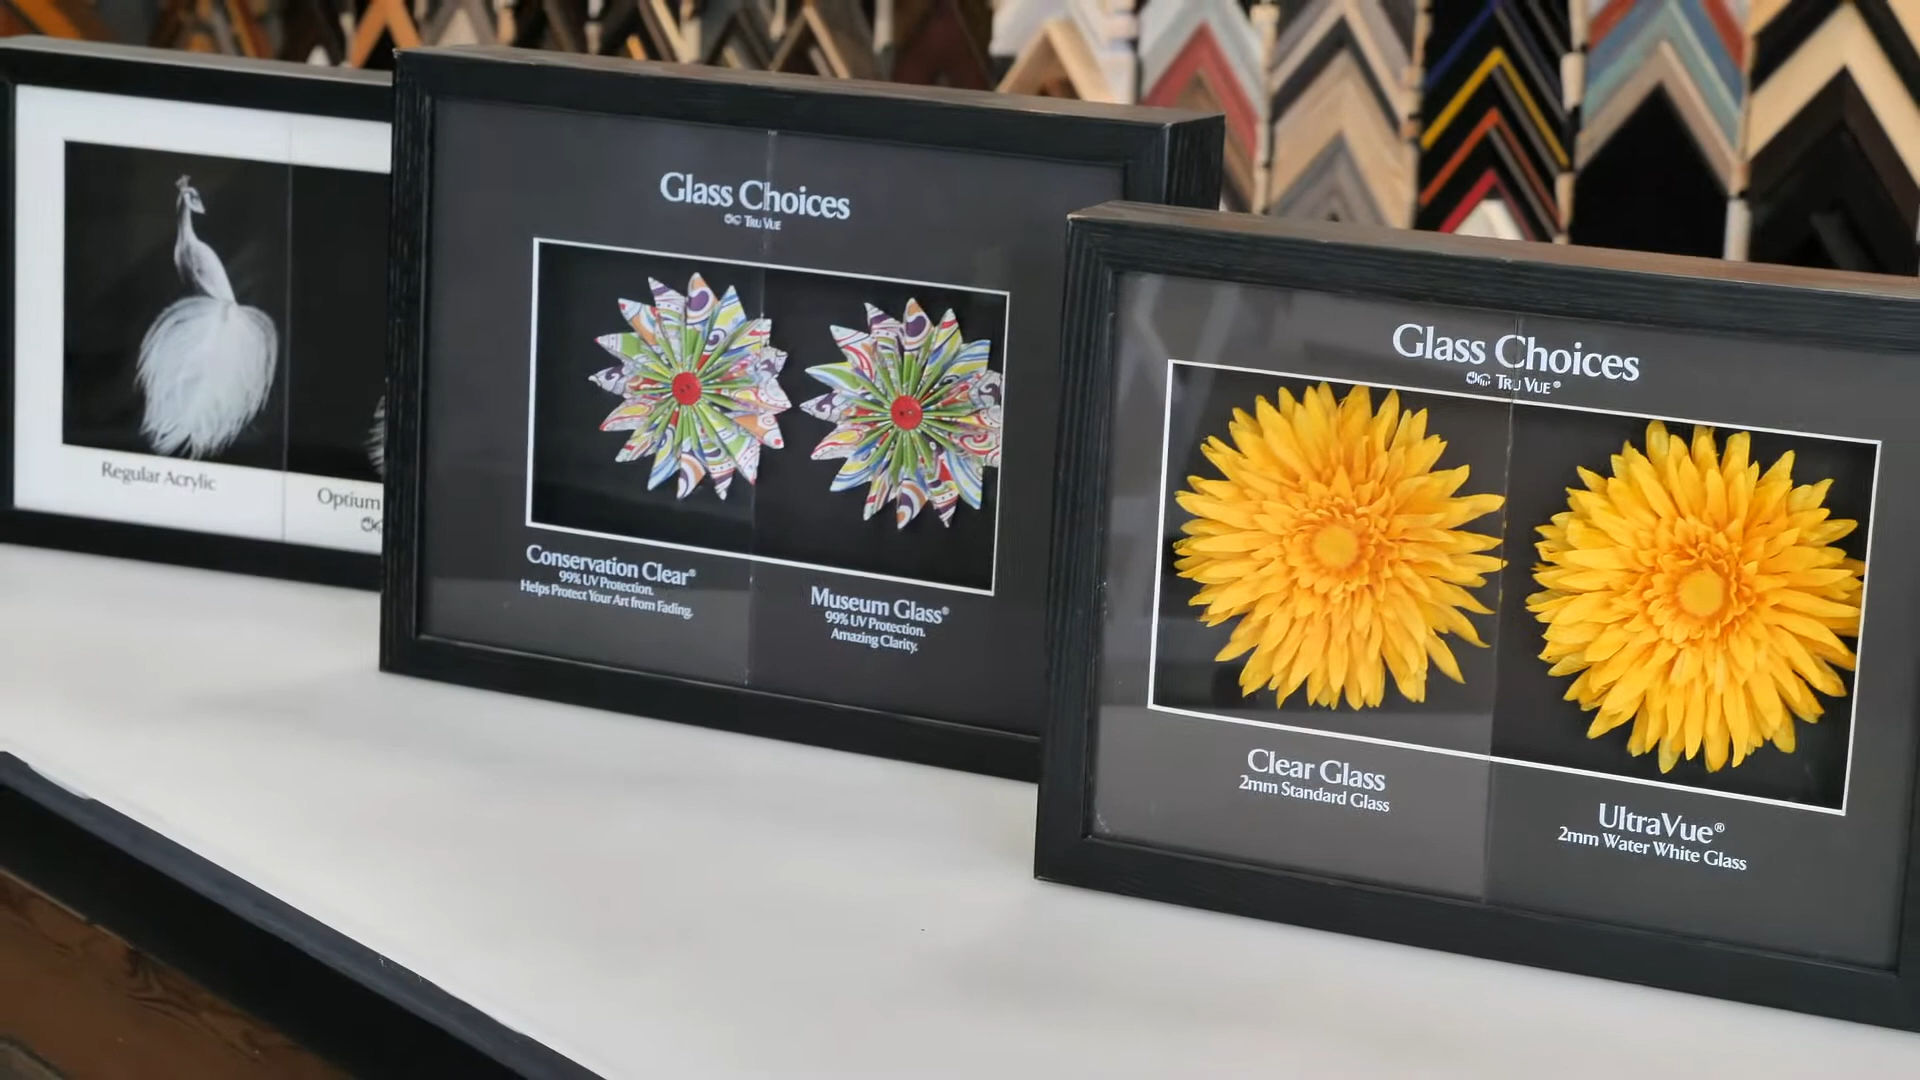 Regular Acrylic
Optium
Glass Choices
TRU VUE
Conservation Clear®
99% UV Protection.
Helps Protect Your Art from Fading.
Museum Glass®
99% UV Protection.
Amazing Clarity.
Glass Choices
TRU VUE®
Clear Glass
2mm Standard Glass
UltraVue®
2mm Water White Glass